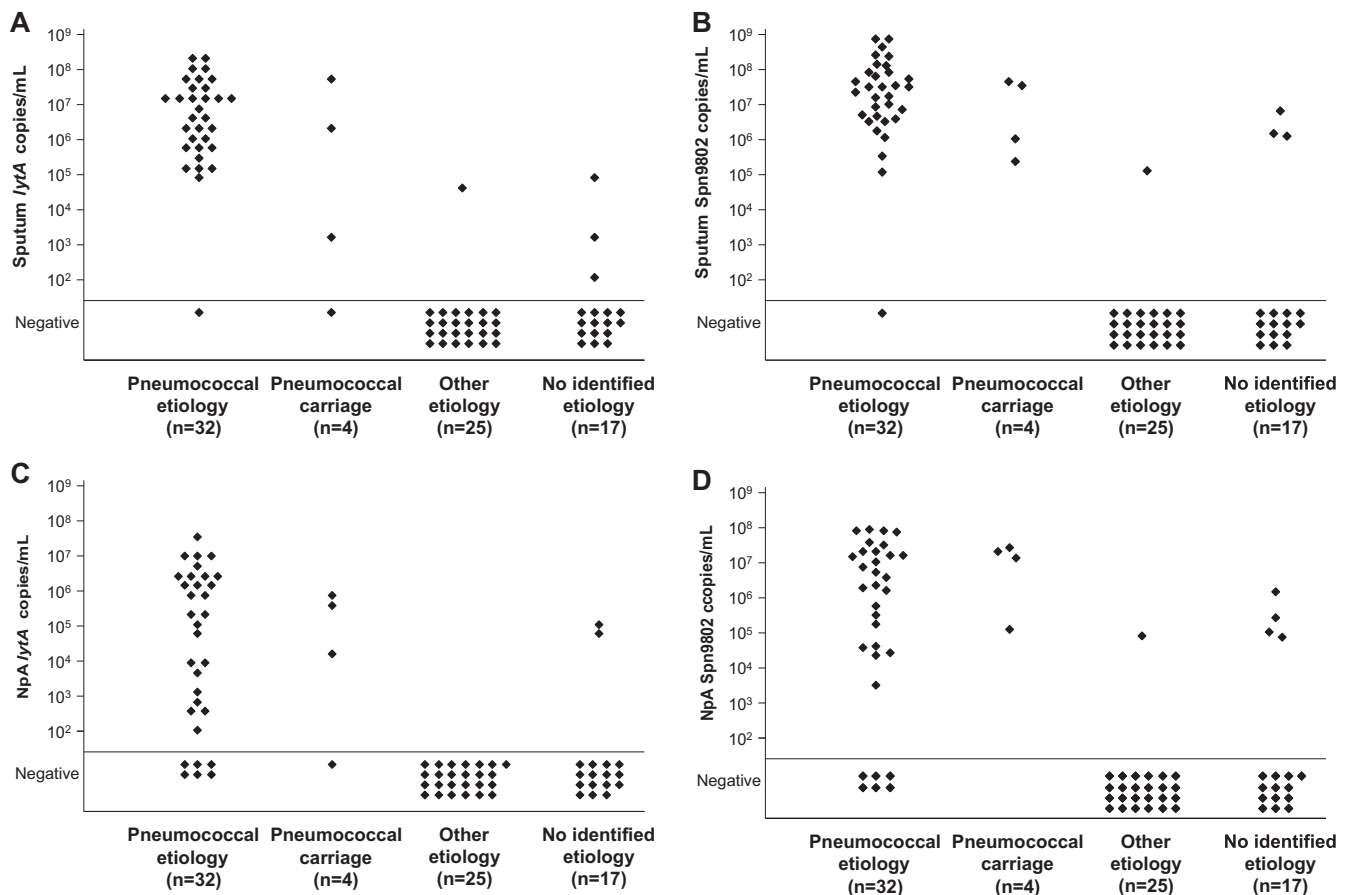 A
Sputum lytA copies/mL
10⁹
10⁸
10⁷
10⁶
10⁵
10⁴
10³
10²
Negative
Pneumococcal
etiology
(n=32)
Pneumococcal
carriage
(n=4)
Other
etiology
(n=25)
No identified
etiology
(n=17)
B
Sputum Spn9802 copies/mL
10⁹
10⁸
10⁷
10⁶
10⁵
10⁴
10³
10²
Negative
Pneumococcal
etiology
(n=32)
Pneumococcal
carriage
(n=4)
Other
etiology
(n=25)
No identified
etiology
(n=17)
C
NpA lytA copies/mL
10⁹
10⁸
10⁷
10⁶
10⁵
10⁴
10³
10²
Negative
Pneumococcal
etiology
(n=32)
Pneumococcal
carriage
(n=4)
Other
etiology
(n=25)
No identified
etiology
(n=17)
D
NpA Spn9802 ccopies/mL
10⁹
10⁸
10⁷
10⁶
10⁵
10⁴
10³
10²
Negative
Pneumococcal
etiology
(n=32)
Pneumococcal
carriage
(n=4)
Other
etiology
(n=25)
No identified
etiology
(n=17)